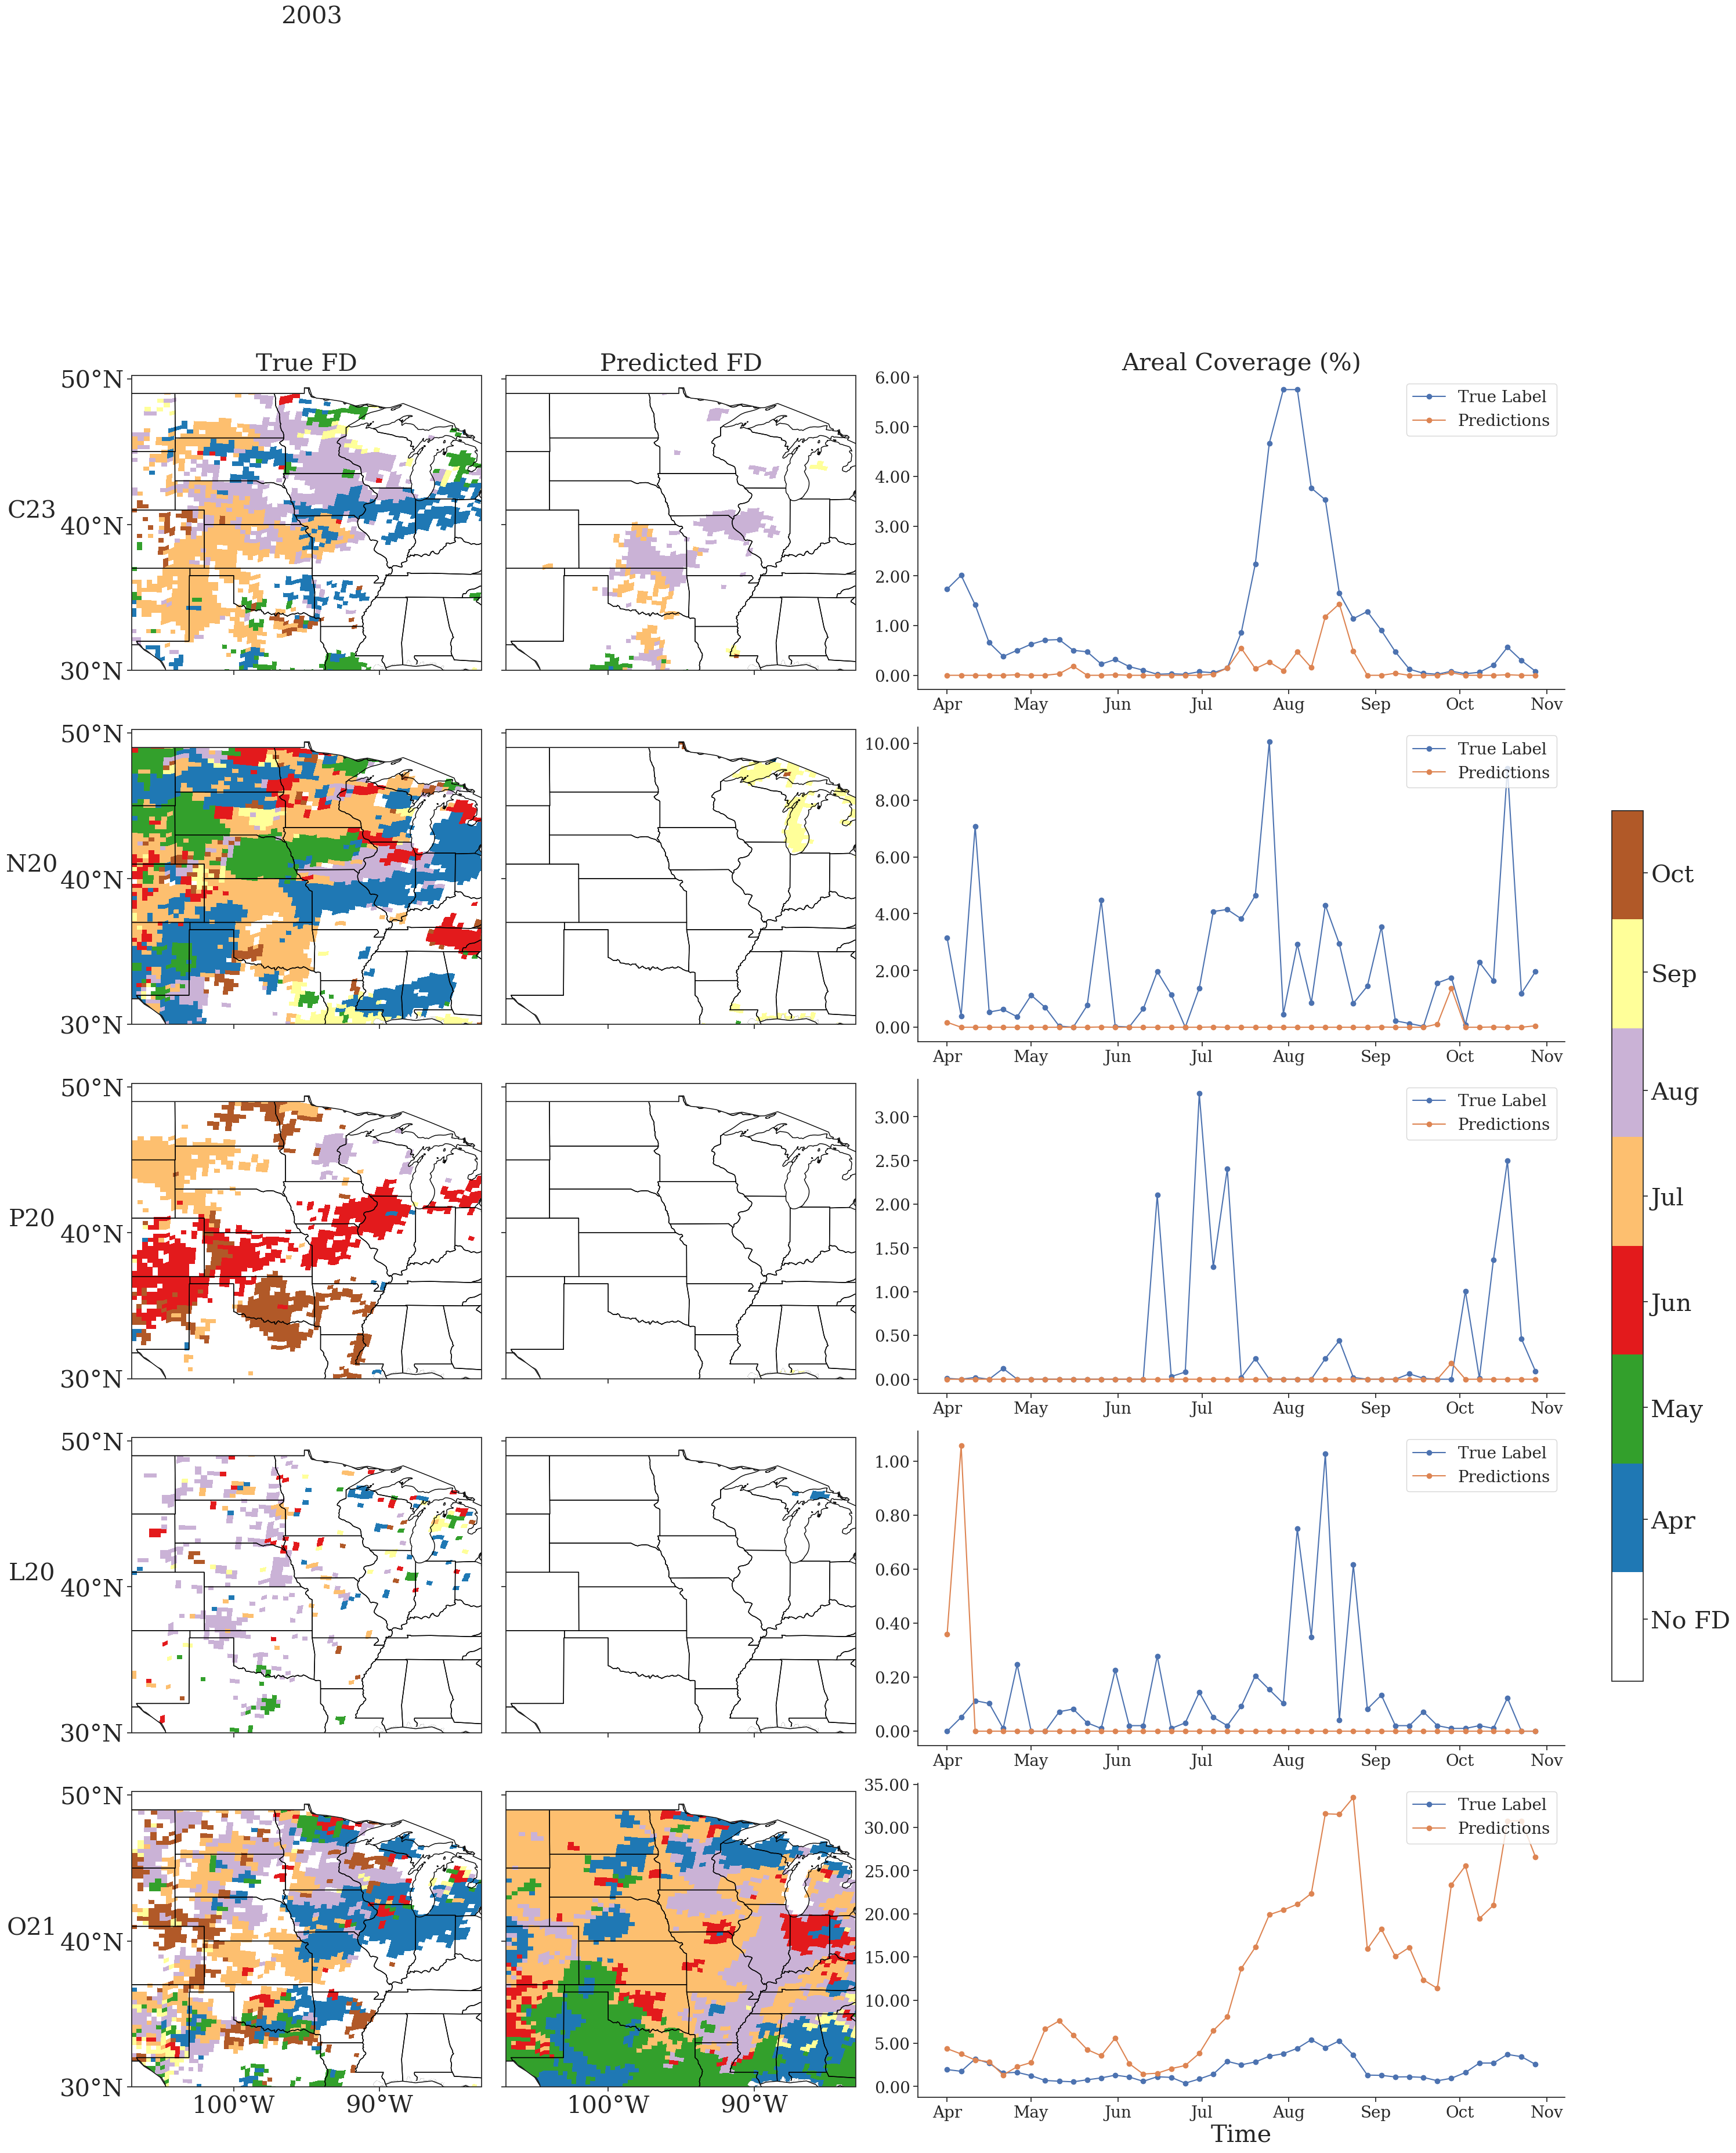 2003
True FD
Predicted FD
Areal Coverage (%)
C23
50°N
40°N
30°N
6.00
5.00
4.00
3.00
2.00
1.00
0.00
True Label
Predictions
Apr May Jun Jul Aug Sep Oct Nov
N20
50°N
40°N
30°N
10.00
8.00
6.00
4.00
2.00
0.00
True Label
Predictions
Apr May Jun Jul Aug Sep Oct Nov
P20
50°N
40°N
30°N
3.00
2.50
2.00
1.50
1.00
0.50
0.00
True Label
Predictions
Apr May Jun Jul Aug Sep Oct Nov
L20
50°N
40°N
30°N
1.00
0.80
0.60
0.40
0.20
0.00
True Label
Predictions
Apr May Jun Jul Aug Sep Oct Nov
O21
50°N
40°N
30°N
100°W 90°W
100°W 90°W
35.00
30.00
25.00
20.00
15.00
10.00
5.00
0.00
True Label
Predictions
Apr May Jun Jul Aug Sep Oct Nov
Time
Oct
Sep
Aug
Jul
Jun
May
Apr
No FD